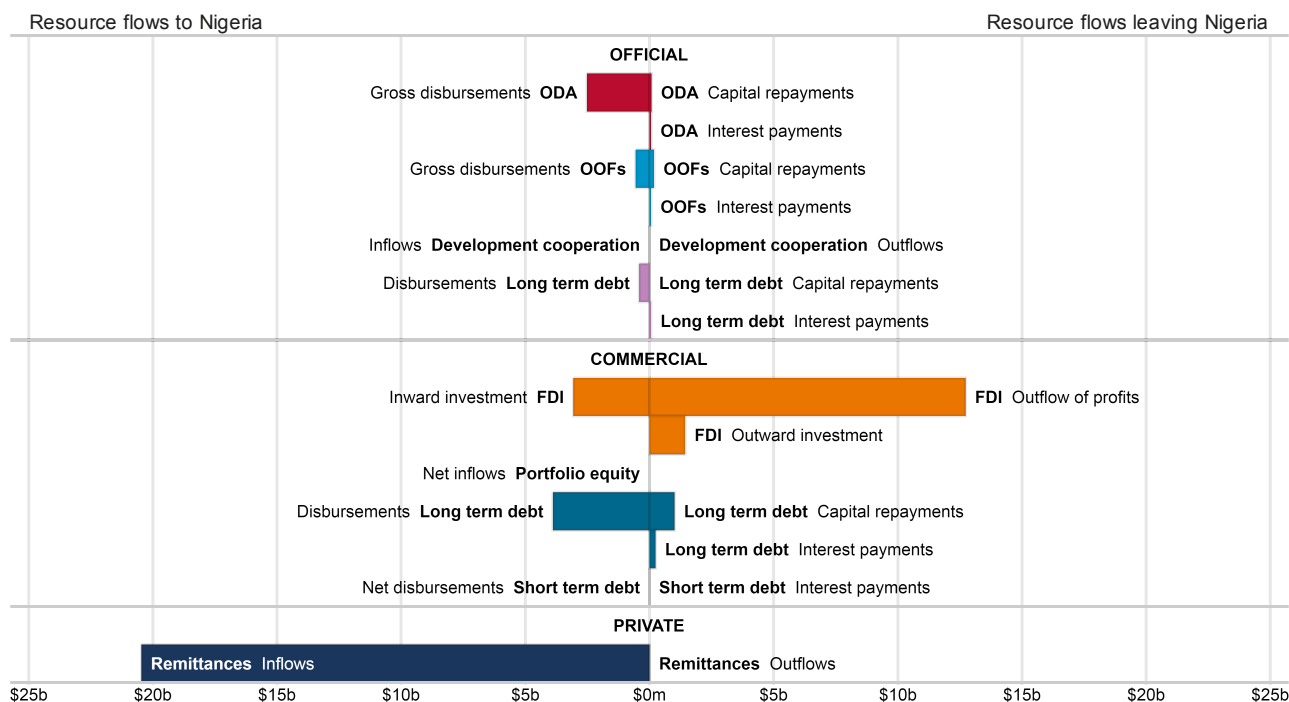 Resource flows to Nigeria Resource flows leaving Nigeria
OFFICIAL
Gross disbursements ODA ODA Capital repayments
ODA Interest payments
Gross disbursements OOFs OOFs Capital repayments
OOFs Interest payments
Inflows Development cooperation Development cooperation Outflows
Disbursements Long term debt Long term debt Capital repayments
Long term debt Interest payments
COMMERCIAL
Inward investment FDI FDI Outflow of profits
FDI Outward investment
Net inflows Portfolio equity
Disbursements Long term debt Long term debt Capital repayments
Long term debt Interest payments
Net disbursements Short term debt Short term debt Interest payments
PRIVATE
Remittances Inflows Remittances Outflows
$25b $20b $15b $10b $5b $0m $5b $10b $15b $20b $25b